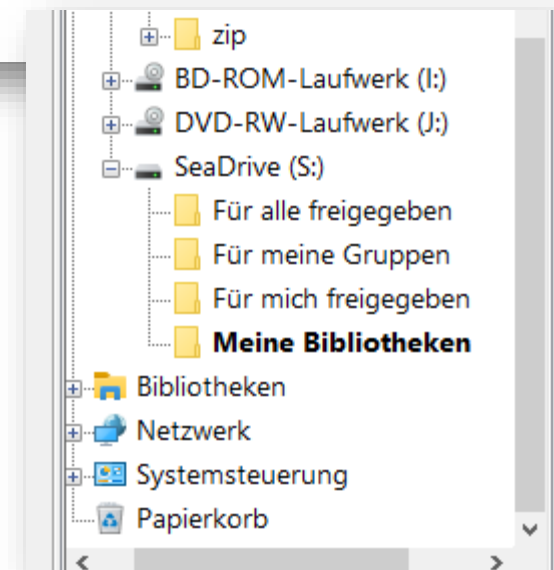 zip
BD-ROM-Laufwerk (I:)
DVD-RW-Laufwerk (J:)
SeaDrive (S:)
Für alle freigegeben
Für meine Gruppen
Für mich freigegeben
Meine Bibliotheken
Bibliotheken
Netzwerk
Systemsteuerung
Papierkorb